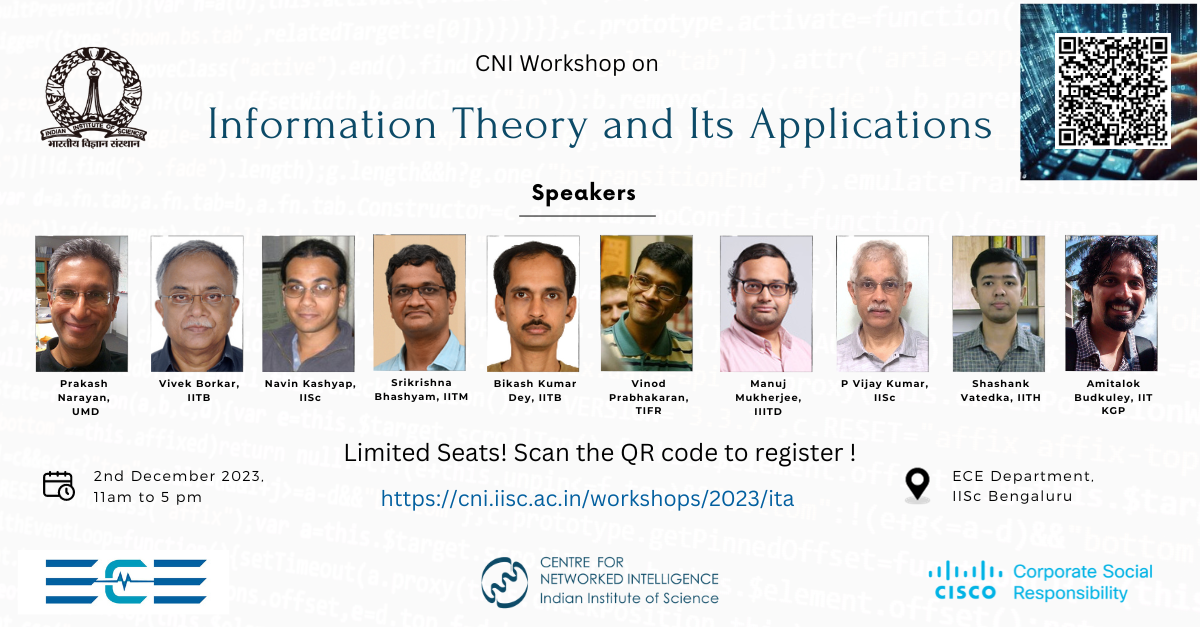 CNI Workshop on
Information Theory and Its Applications
INDIAN INSTITUTE OF SCIENCE
भारतीय विज्ञान संस्थान
Speakers
Prakash
Narayan,
UMD
Vivek Borkar,
IITB
Navin Kashyap,
IISc
Srikrishna
Bhashyam, IITM
Bikash Kumar
Dey, IITB
Vinod
Prabhakaran,
TIFR
Manuj
Mukherjee,
IIITD
P Vijay Kumar,
IISc
Shashank
Vatedka, IITH
Amitalok
Budkuley, IIT
KGP
Limited Seats! Scan the QR code to register !
https://cni.iisc.ac.in/workshops/2023/ita
2nd December 2023,
11am to 5 pm
ECE Department,
IISc Bengaluru
ECE
CENTRE FOR
NETWORKED INTELLIGENCE
Indian Institute of Science
CISCO
Corporate Social
Responsibility